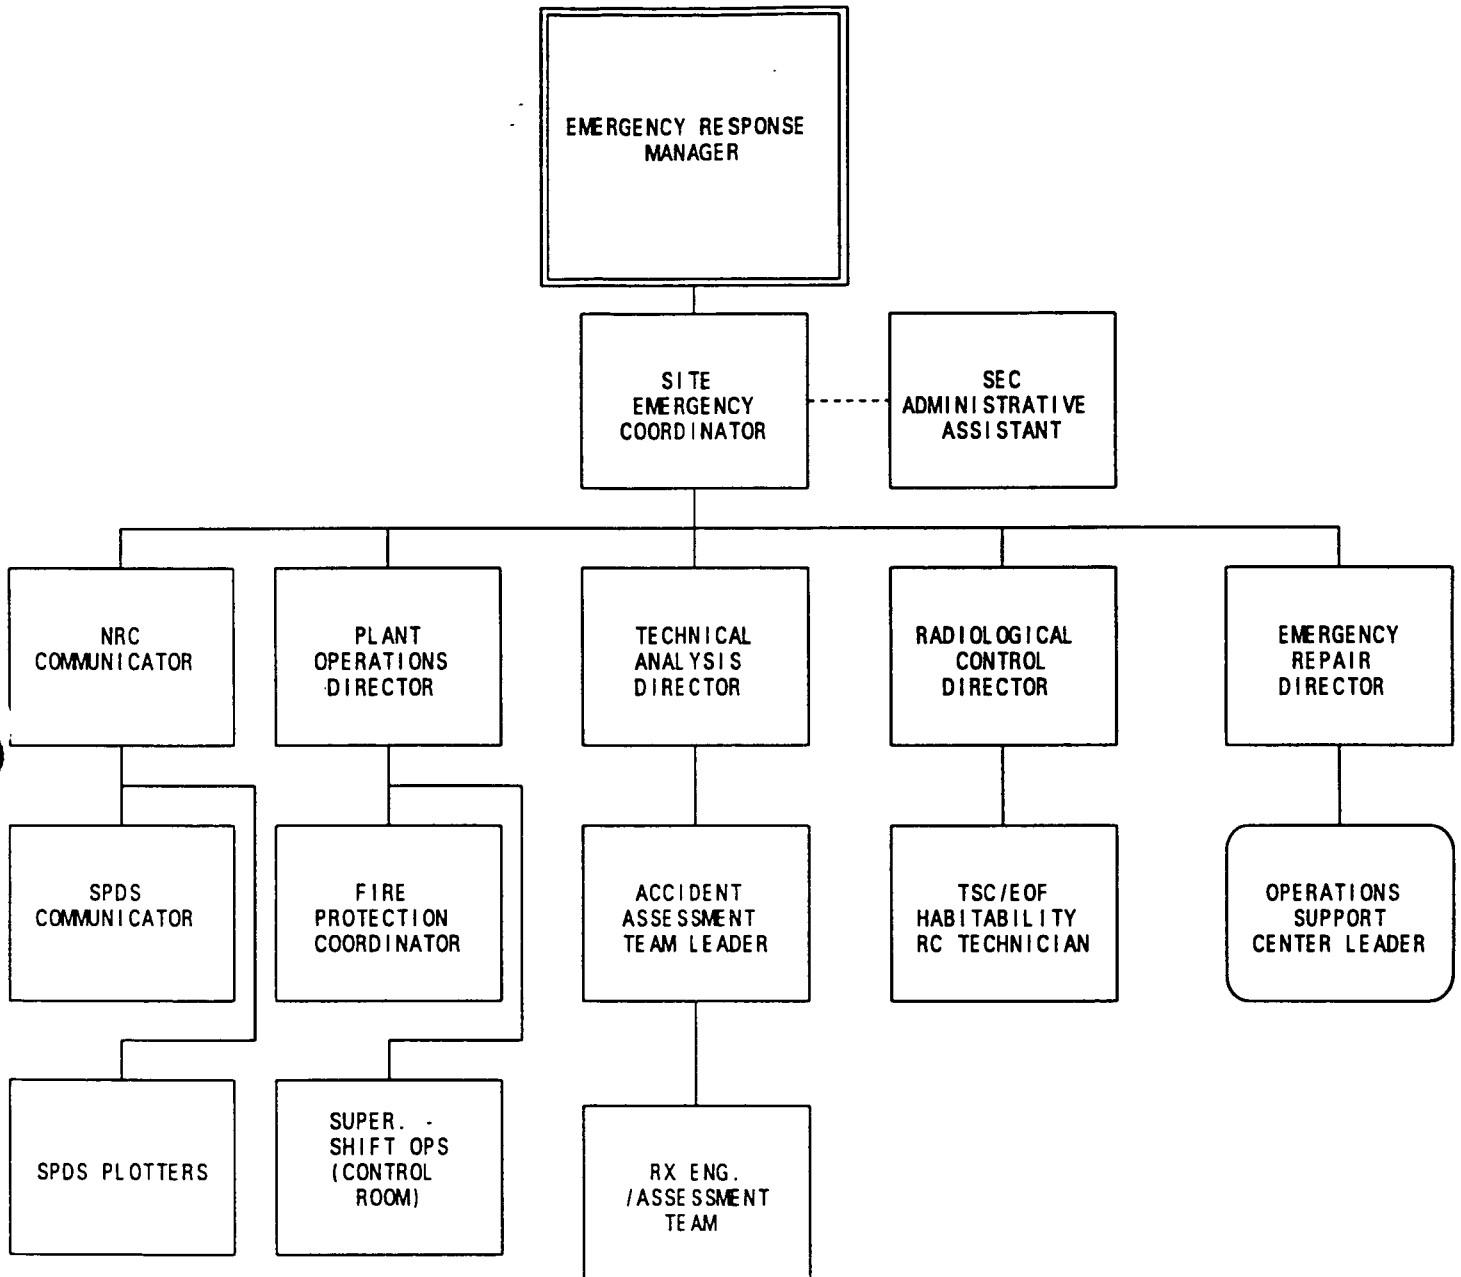 EMERGENCY RESPONSE
MANAGER
SITE
EMERGENCY
COORDINATOR
SEC
ADMINISTRATIVE
ASSISTANT
NRC
COMMUNICATOR
PLANT
OPERATIONS
DIRECTOR
TECHNICAL
ANALYSIS
DIRECTOR
RADIOLOGICAL
CONTROL
DIRECTOR
EMERGENCY
REPAIR
DIRECTOR
SPDS
COMMUNICATOR
FIRE
PROTECTION
COORDINATOR
ACCIDENT
ASSESSMENT
TEAM LEADER
TSC/EOF
HABITABILITY
RC TECHNICIAN
OPERATIONS
SUPPORT
CENTER LEADER
SPDS PLOTTERS
SUPER. -
SHIFT OPS
(CONTROL
ROOM)
RX ENG.
/ASSESSMENT
TEAM